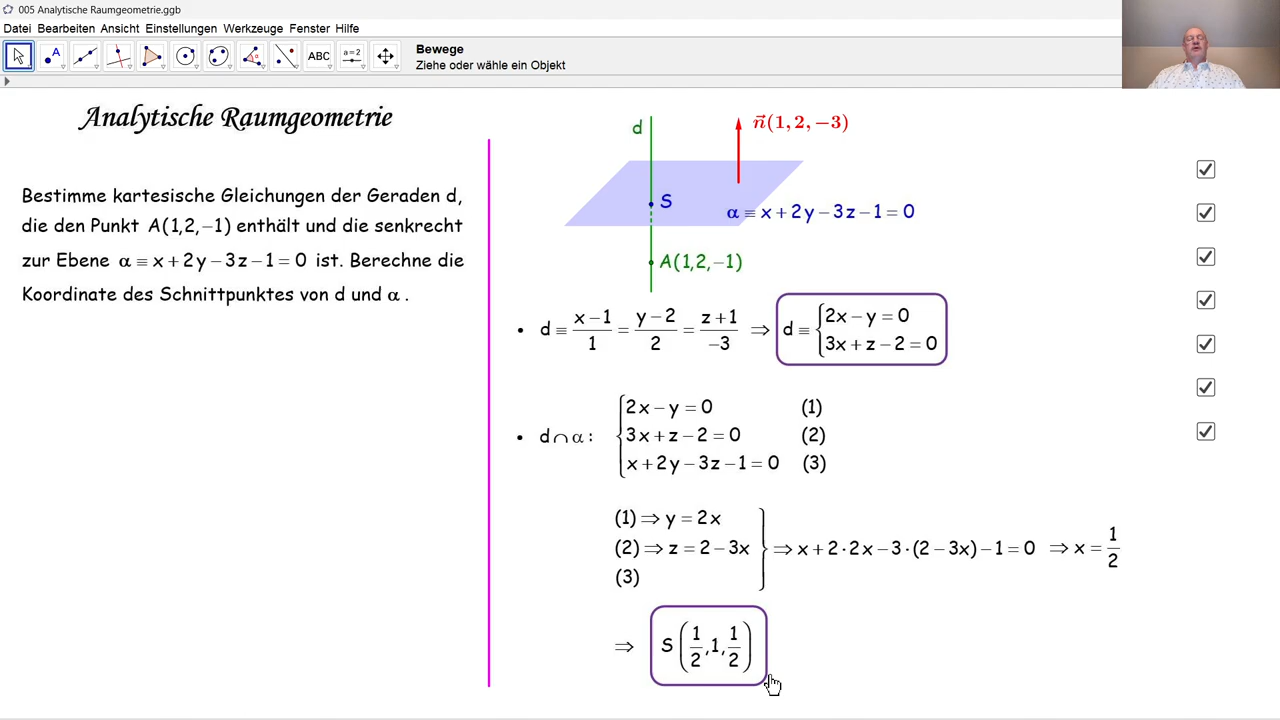 005 Analytische Raumgeometrie.ggb
Datei Bearbeiten Ansicht Einstellungen Werkzeuge Fenster Hilfe
A ABC a=2
Bewege
Ziehe oder wähle ein Objekt
Analytische Raumgeometrie
Bestimme kartesische Gleichungen der Geraden d,
die den Punkt A(1,2,−1) enthält und die senkrecht
zur Ebene α ≡ x+2y−3z−1=0 ist. Berechne die
Koordinate des Schnittpunktes von d und α .
d
n⃗(1, 2, −3)
S
α ≡ x+2y−3z−1=0
A(1,2,−1)
• d ≡ (x−1)/1 = (y−2)/2 = (z+1)/−3 ⇒ d ≡ { 2x−y=0
3x+z−2=0
• d∩α :
{ 2x−y=0 (1)
3x+z−2=0 (2)
x+2y−3z−1=0 (3)
(1) ⇒ y=2x
(2) ⇒ z=2−3x } ⇒ x+2·2x−3·(2−3x)−1=0 ⇒ x= 1/2
(3)
⇒ S(1/2,1,1/2)